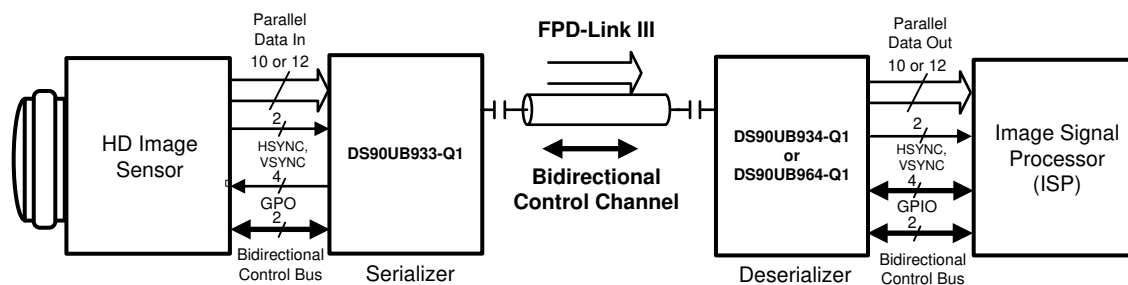 HD Image
Sensor
Parallel
Data In
10 or 12
2
HSYNC,
VSYNC
4
GPO
2
Bidirectional
Control Bus
DS90UB933-Q1
Serializer
FPD-Link III
Bidirectional
Control Channel
DS90UB934-Q1
or
DS90UB964-Q1
Deserializer
Parallel
Data Out
10 or 12
2
HSYNC,
VSYNC
4
GPIO
2
Bidirectional
Control Bus
Image Signal
Processor
(ISP)